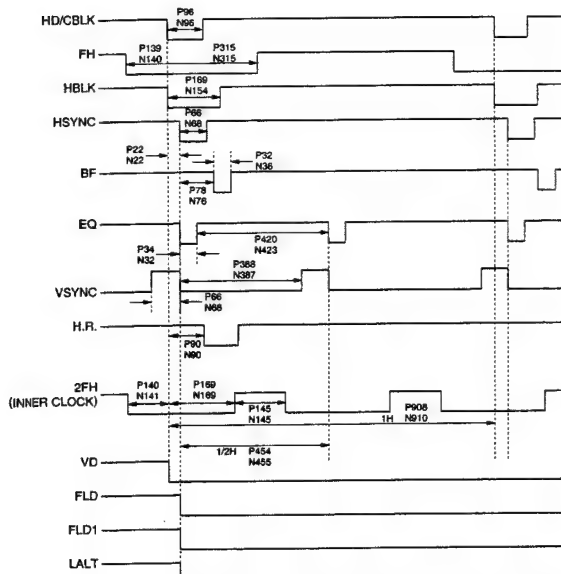 HD/CBLK
P96
N96
FH
P139
N140
P315
N315
HBLK
P169
N154
HSYNC
P66
N68
P22
N22
P32
N36
BF
P78
N76
EQ
P34
N32
P420
N423
P388
N387
VSYNC
P66
N68
H.R.
P90
N90
2FH
(INNER CLOCK)
P140
N141
P169
N169
P145
N145
P908
N910
1H
1/2H
P454
N455
VD
FLD
FLD1
LALT